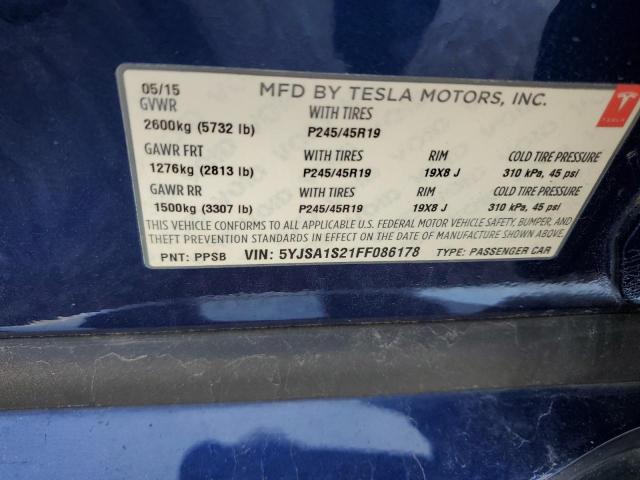 05/15 MFD BY TESLA MOTORS, INC.
GVWR WITH TIRES
2600kg (5732 lb) P245/45R19
GAWR FRT WITH TIRES RIM COLD TIRE PRESSURE
1276kg (2813 lb) P245/45R19 19X8 J 310 kPa, 45 psi
GAWR RR WITH TIRES RIM COLD TIRE PRESSURE
1500kg (3307 lb) P245/45R19 19X8 J 310 kPa, 45 psi
THIS VEHICLE CONFORMS TO ALL APPLICABLE U.S. FEDERAL MOTOR VEHICLE SAFETY, BUMPER, AND
THEFT PREVENTION STANDARDS IN EFFECT ON THE DATE OF MANUFACTURE SHOWN ABOVE.
PNT: PPSB VIN: 5YJSA1S21FF086178 TYPE: PASSENGER CAR
TESLA